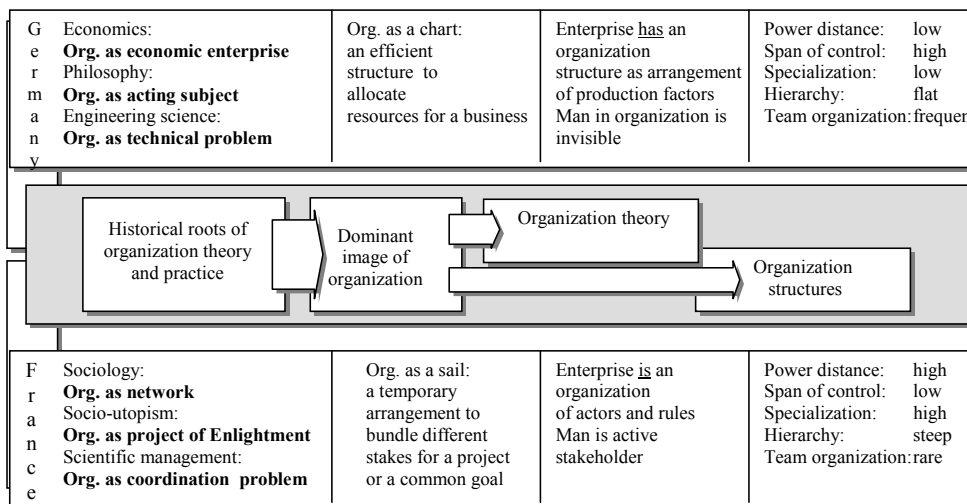 Germany
Economics:
Org. as economic enterprise
Philosophy:
Org. as acting subject
Engineering science:
Org. as technical problem
Org. as a chart:
an efficient
structure to
allocate
resources for a business
Enterprise has an
organization
structure as arrangement
of production factors
Man in organization is
invisible
Power distance: low
Span of control: high
Specialization: low
Hierarchy: flat
Team organization:frequen
Historical roots of
organization theory
and practice
Dominant
image of
organization
Organization theory
Organization
structures
France
Sociology:
Org. as network
Socio-utopism:
Org. as project of Enlightment
Scientific management:
Org. as coordination problem
Org. as a sail:
a temporary
arrangement to
bundle different
stakes for a project
or a common goal
Enterprise is an
organization
of actors and rules
Man is active
stakeholder
Power distance: high
Span of control: low
Specialization: high
Hierarchy: steep
Team organization:rare